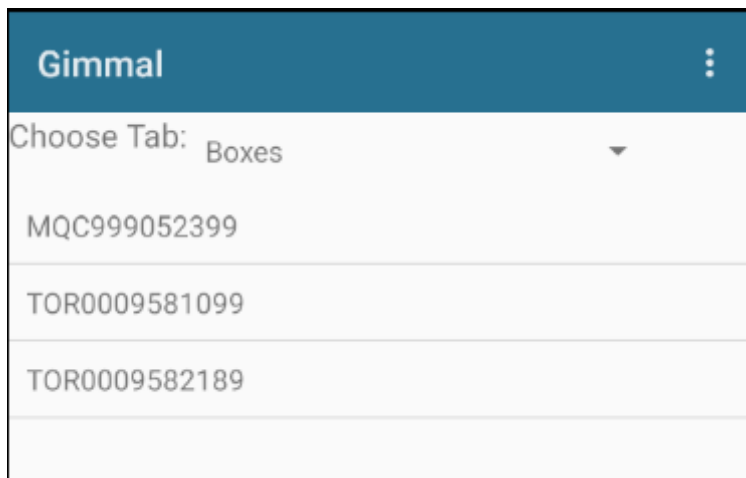 Gimmal
Choose Tab: Boxes
MQC999052399
TOR0009581099
TOR0009582189